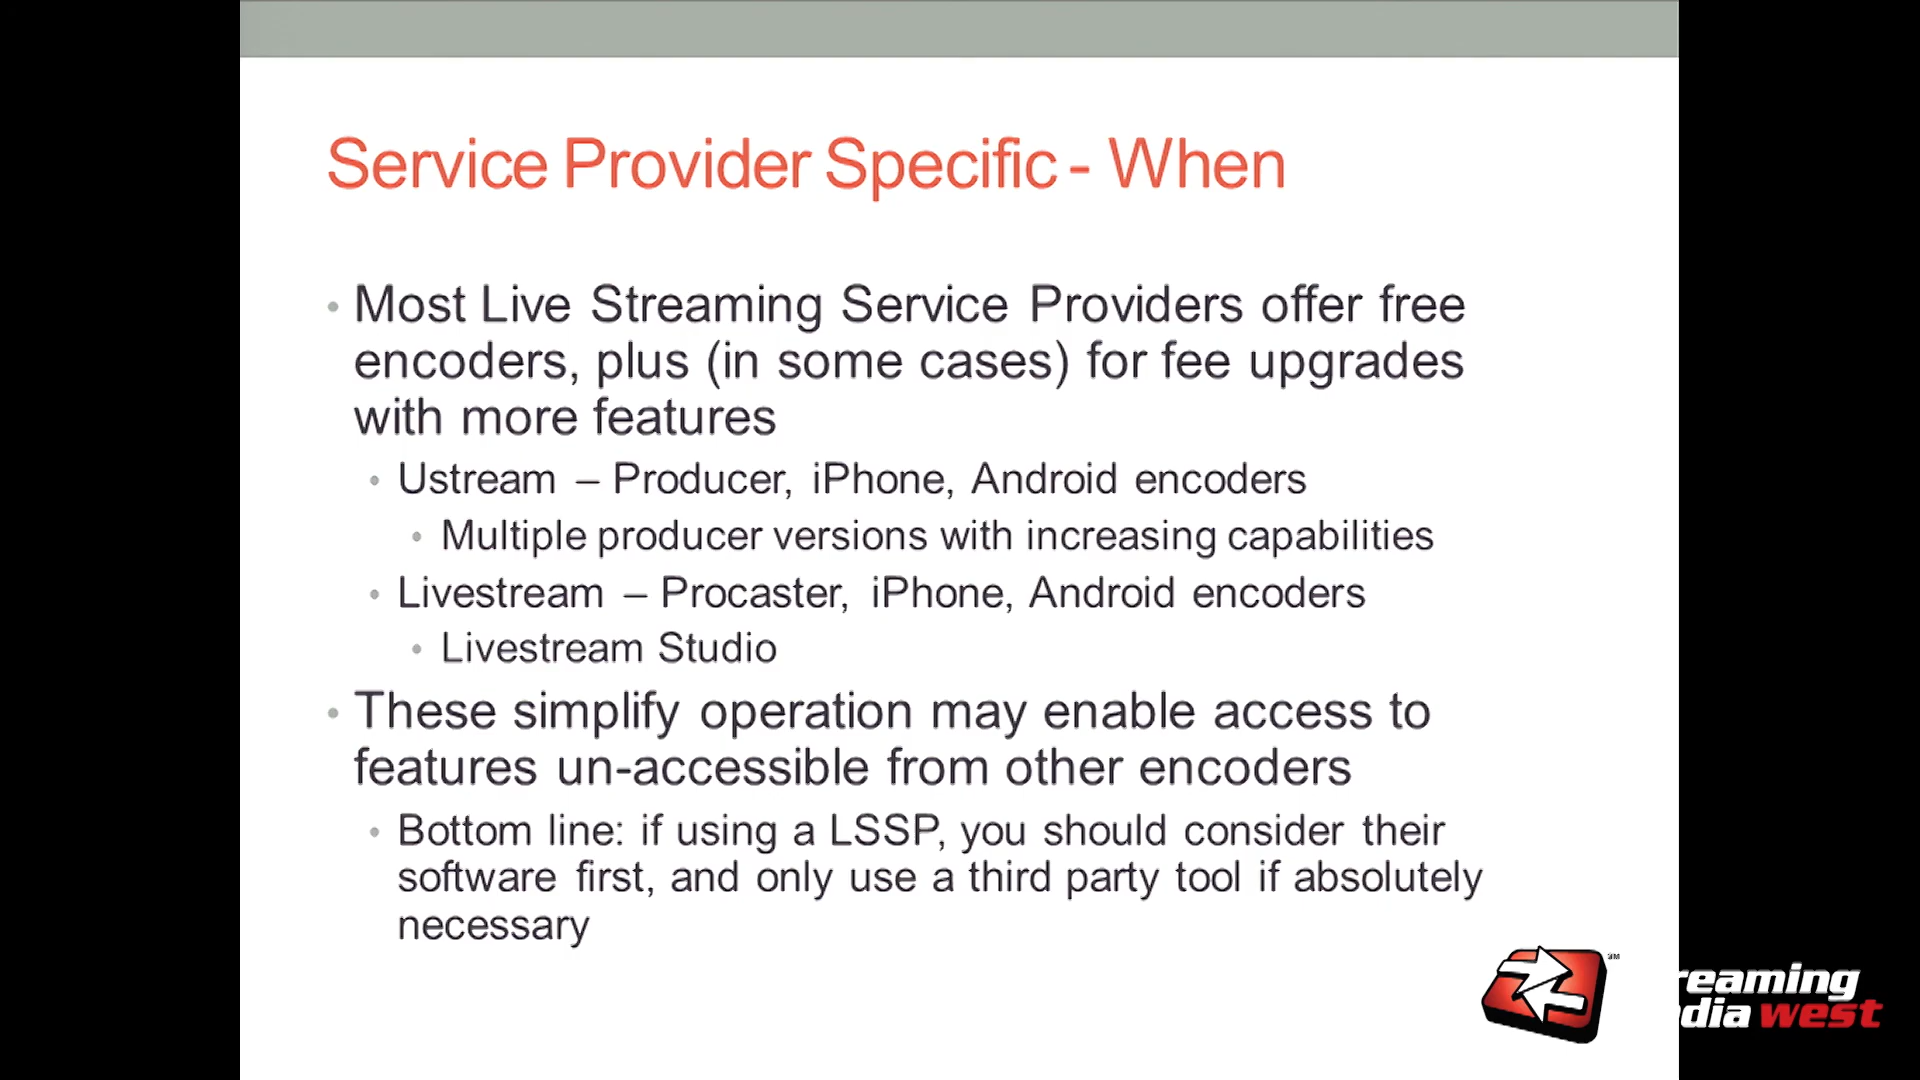 Service Provider Specific - When
• Most Live Streaming Service Providers offer free
encoders, plus (in some cases) for fee upgrades
with more features
• Ustream – Producer, iPhone, Android encoders
• Multiple producer versions with increasing capabilities
• Livestream – Procaster, iPhone, Android encoders
• Livestream Studio
• These simplify operation may enable access to
features un-accessible from other encoders
• Bottom line: if using a LSSP, you should consider their
software first, and only use a third party tool if absolutely
necessary
SM
reaming
dia west